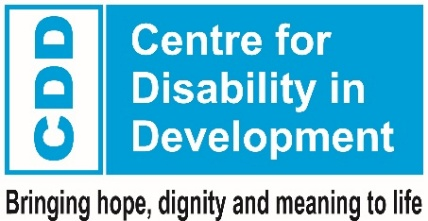 CDD
Centre for
Disability in
Development
Bringing hope, dignity and meaning to life